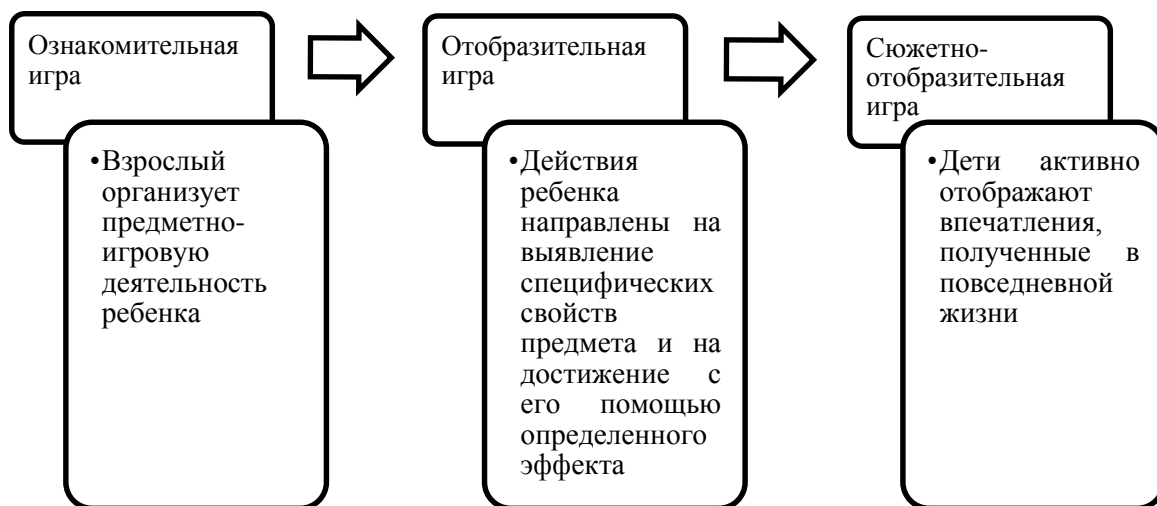 Ознакомительная
игра
•Взрослый
организует
предметно-
игровую
деятельность
ребенка
Отобразительная
игра
•Действия
ребенка
направлены на
выявление
специфических
свойств
предмета и на
достижение с
его помощью
определенного
эффекта
Сюжетно-
отобразительная
игра
•Дети активно
отображают
впечатления,
полученные в
повседневной
жизни